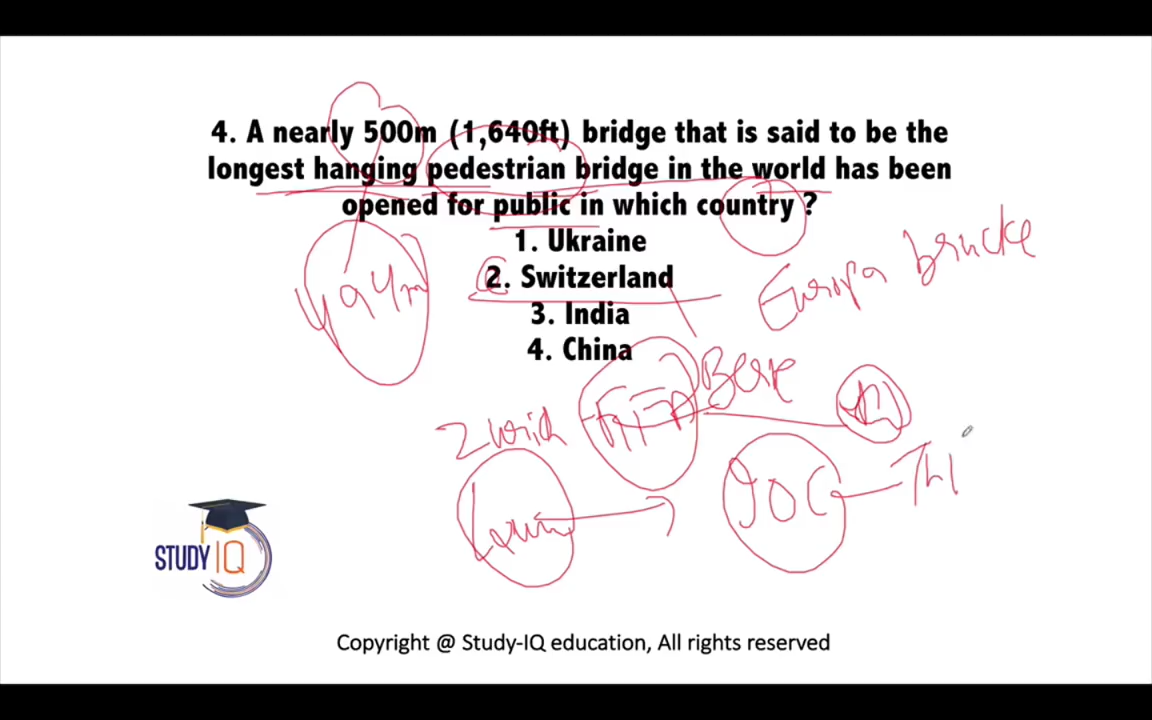 4. A nearly 500m (1,640ft) bridge that is said to be the
longest hanging pedestrian bridge in the world has been
opened for public in which country ?
1. Ukraine
2. Switzerland
3. India
4. China
494m
Europa brucke
FIFA
IOC
STUDY IQ
Copyright @ Study-IQ education, All rights reserved